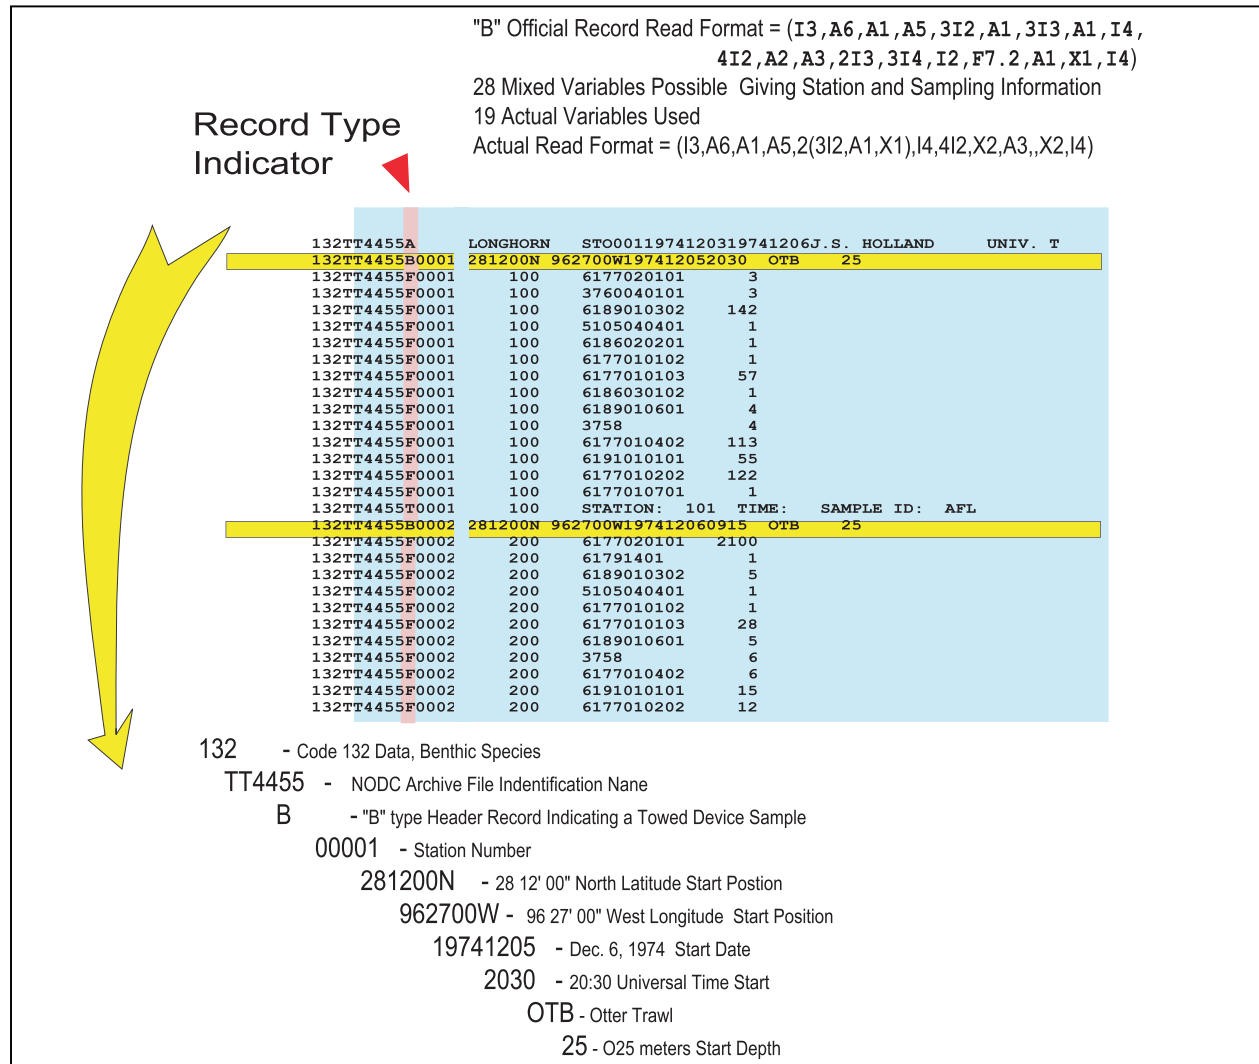 "B" Official Record Read Format = (I3,A6,A1,A5,3I2,A1,3I3,A1,I4,
4I2,A2,A3,2I3,3I4,I2,F7.2,A1,X1,I4)
28 Mixed Variables Possible Giving Station and Sampling Information
19 Actual Variables Used
Actual Read Format = (I3,A6,A1,A5,2(3I2,A1,X1),I4,4I2,X2,A3,,X2,I4)
Record Type
Indicator
132TT4455A LONGHORN STO0011974120319741206J.S. HOLLAND UNIV. T
132TT4455B0001 281200N 962700W197412052030 OTB 25
132TT4455F0001 100 6177020101 3
132TT4455F0001 100 3760040101 3
132TT4455F0001 100 6189010302 142
132TT4455F0001 100 5105040401 1
132TT4455F0001 100 6186020201 1
132TT4455F0001 100 6177010102 1
132TT4455F0001 100 6177010103 57
132TT4455F0001 100 6186030102 1
132TT4455F0001 100 6189010601 4
132TT4455F0001 100 3758 4
132TT4455F0001 100 6177010402 113
132TT4455F0001 100 6191010101 55
132TT4455F0001 100 6177010202 122
132TT4455F0001 100 6177010701 1
132TT4455T0001 100 STATION: 101 TIME: SAMPLE ID: AFL
132TT4455B0002 281200N 962700W197412060915 OTB 25
132TT4455F0002 200 6177020101 2100
132TT4455F0002 200 61791401 1
132TT4455F0002 200 6189010302 5
132TT4455F0002 200 5105040401 1
132TT4455F0002 200 6177010102 1
132TT4455F0002 200 6177010103 28
132TT4455F0002 200 6189010601 5
132TT4455F0002 200 3758 6
132TT4455F0002 200 6177010402 6
132TT4455F0002 200 6191010101 15
132TT4455F0002 200 6177010202 12
132 - Code 132 Data, Benthic Species
TT4455 - NODC Archive File Indentification Nane
B - "B" type Header Record Indicating a Towed Device Sample
00001 - Station Number
281200N - 28 12' 00" North Latitude Start Postion
962700W - 96 27' 00" West Longitude Start Position
19741205 - Dec. 6, 1974 Start Date
2030 - 20:30 Universal Time Start
OTB - Otter Trawl
25 - O25 meters Start Depth